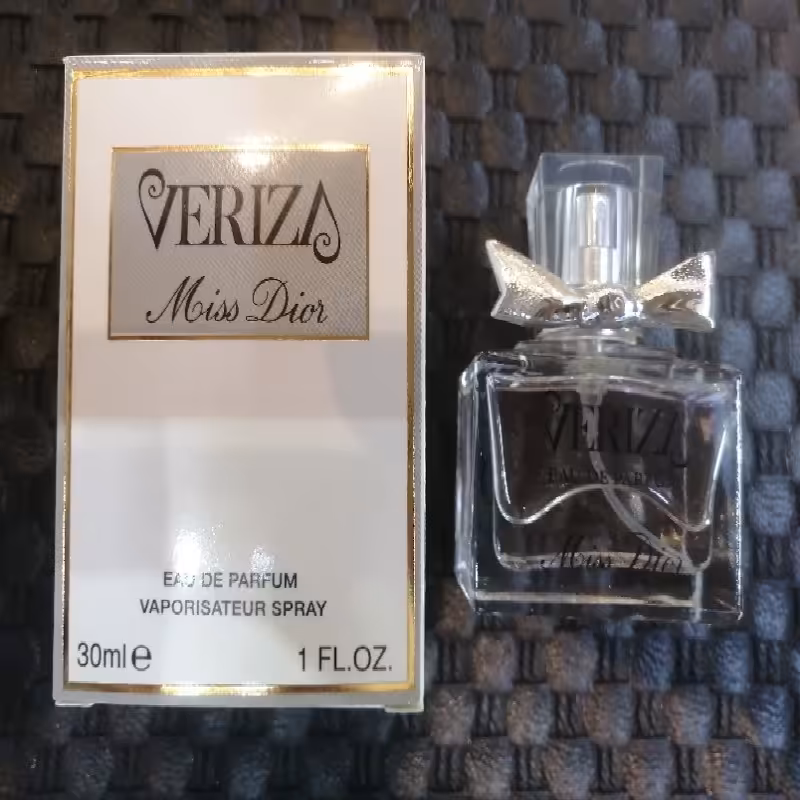 VERIZA
Miss Dior
EAU DE PARFUM
VAPORISATEUR SPRAY
30ml e
1 FL.OZ.
VERIZA
EAU DE PARFUM
Miss Dior